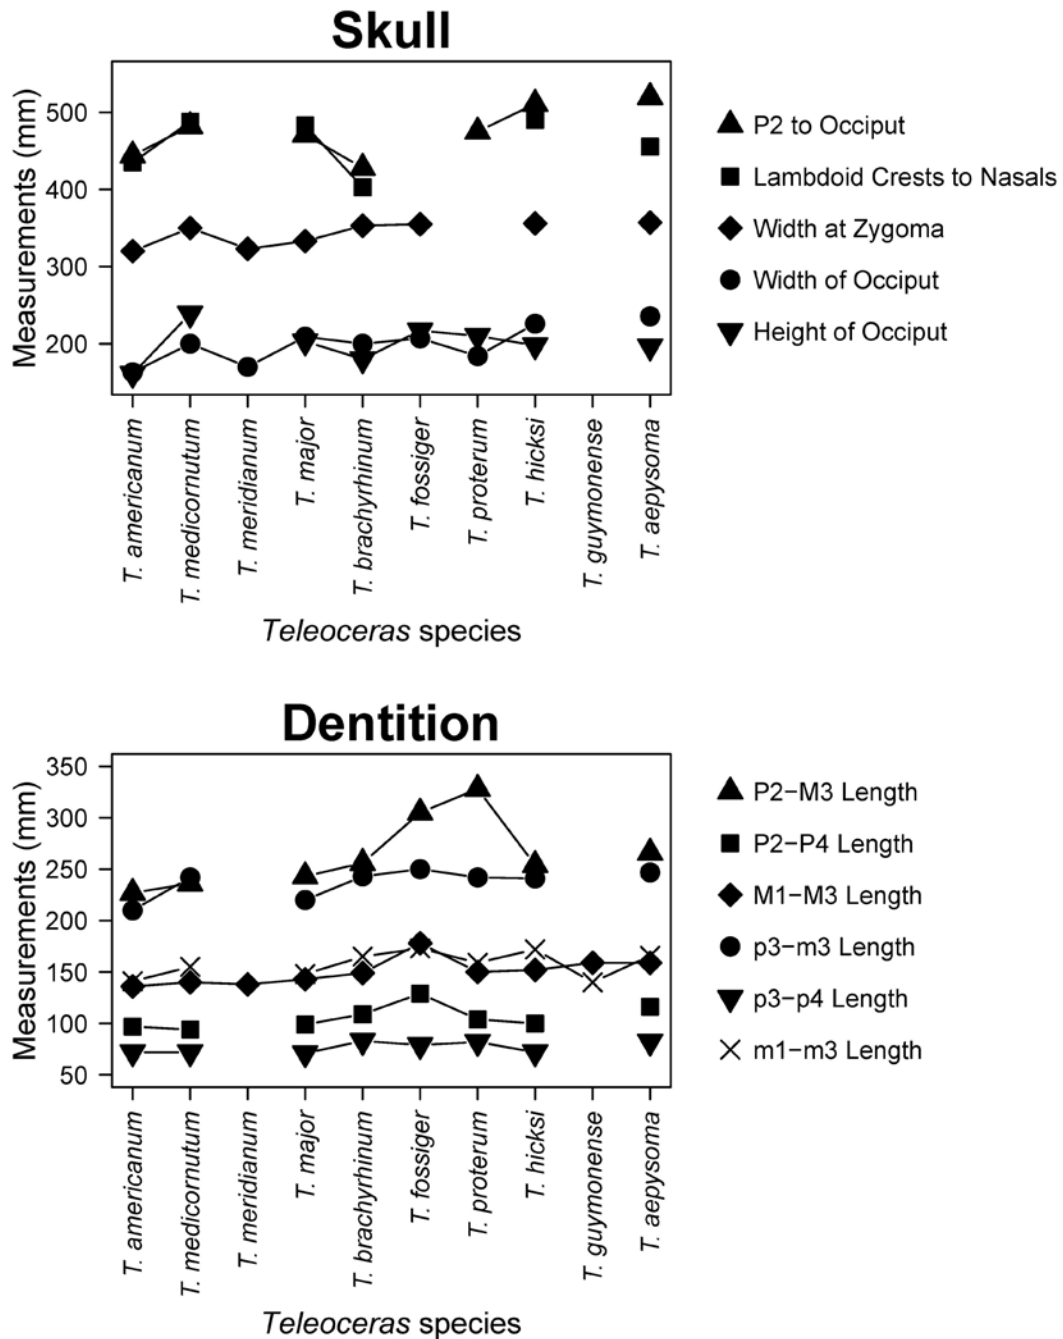 Skull
Measurements (mm)
500
400
300
200
P2 to Occiput
Lambdoid Crests to Nasals
Width at Zygoma
Width of Occiput
Height of Occiput
T. americanum
T. medicornutum
T. meridianum
T. major
T. brachyrhinum
T. fossiger
T. proterum
T. hicksi
T. guymonense
T. aepysoma
Teleoceras species
Dentition
Measurements (mm)
350
300
250
200
150
100
50
P2−M3 Length
P2−P4 Length
M1−M3 Length
p3−m3 Length
p3−p4 Length
m1−m3 Length
T. americanum
T. medicornutum
T. meridianum
T. major
T. brachyrhinum
T. fossiger
T. proterum
T. hicksi
T. guymonense
T. aepysoma
Teleoceras species